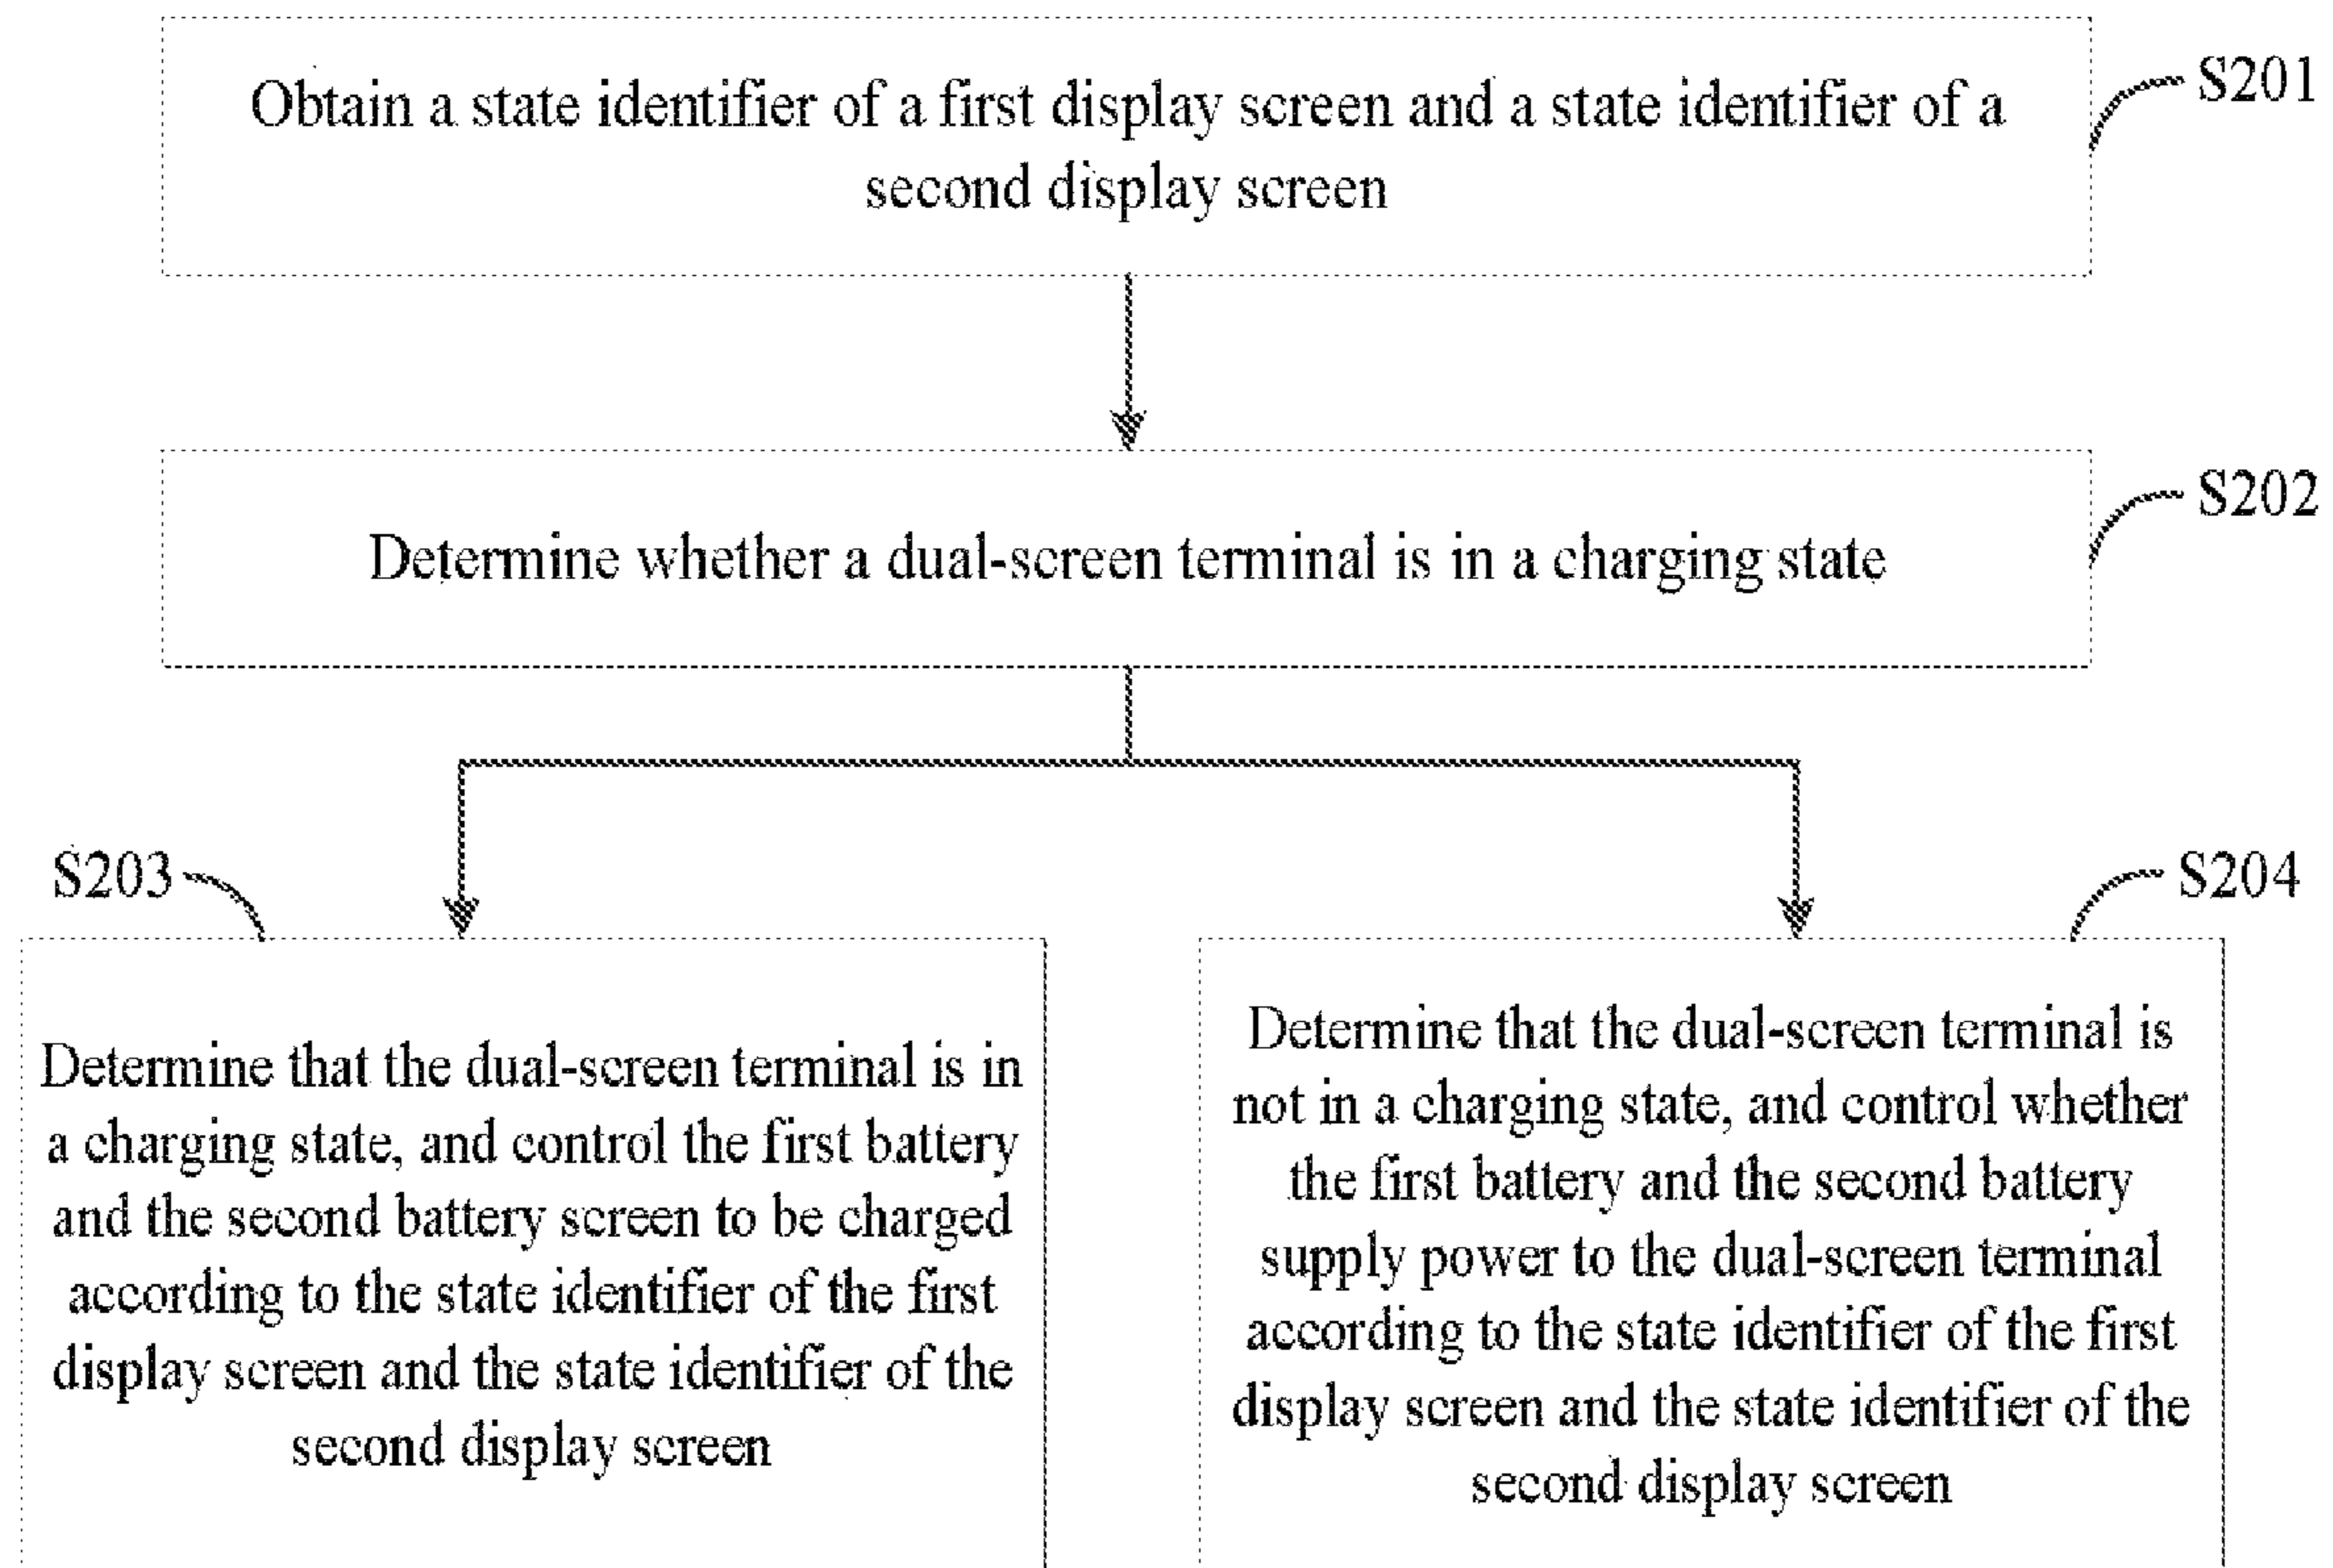 Obtain a state identifier of a first display screen and a state identifier of a
second display screen
S201
Determine whether a dual-screen terminal is in a charging state
S202
S203
Determine that the dual-screen terminal is in
a charging state, and control the first battery
and the second battery screen to be charged
according to the state identifier of the first
display screen and the state identifier of the
second display screen
S204
Determine that the dual-screen terminal is
not in a charging state, and control whether
the first battery and the second battery
supply power to the dual-screen terminal
according to the state identifier of the first
display screen and the state identifier of the
second display screen